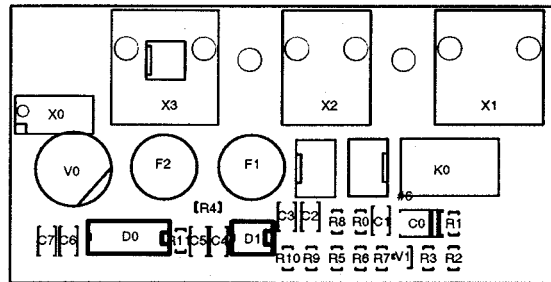 X3 X2 X1
X0
V0 F2 F1 K0
#6
R4
C3 C2 R8 R0 C1 C0 R1
C7 C6 D0 R11 C5 C4 D1
R10 R9 R5 R6 R7 V1 R3 R2